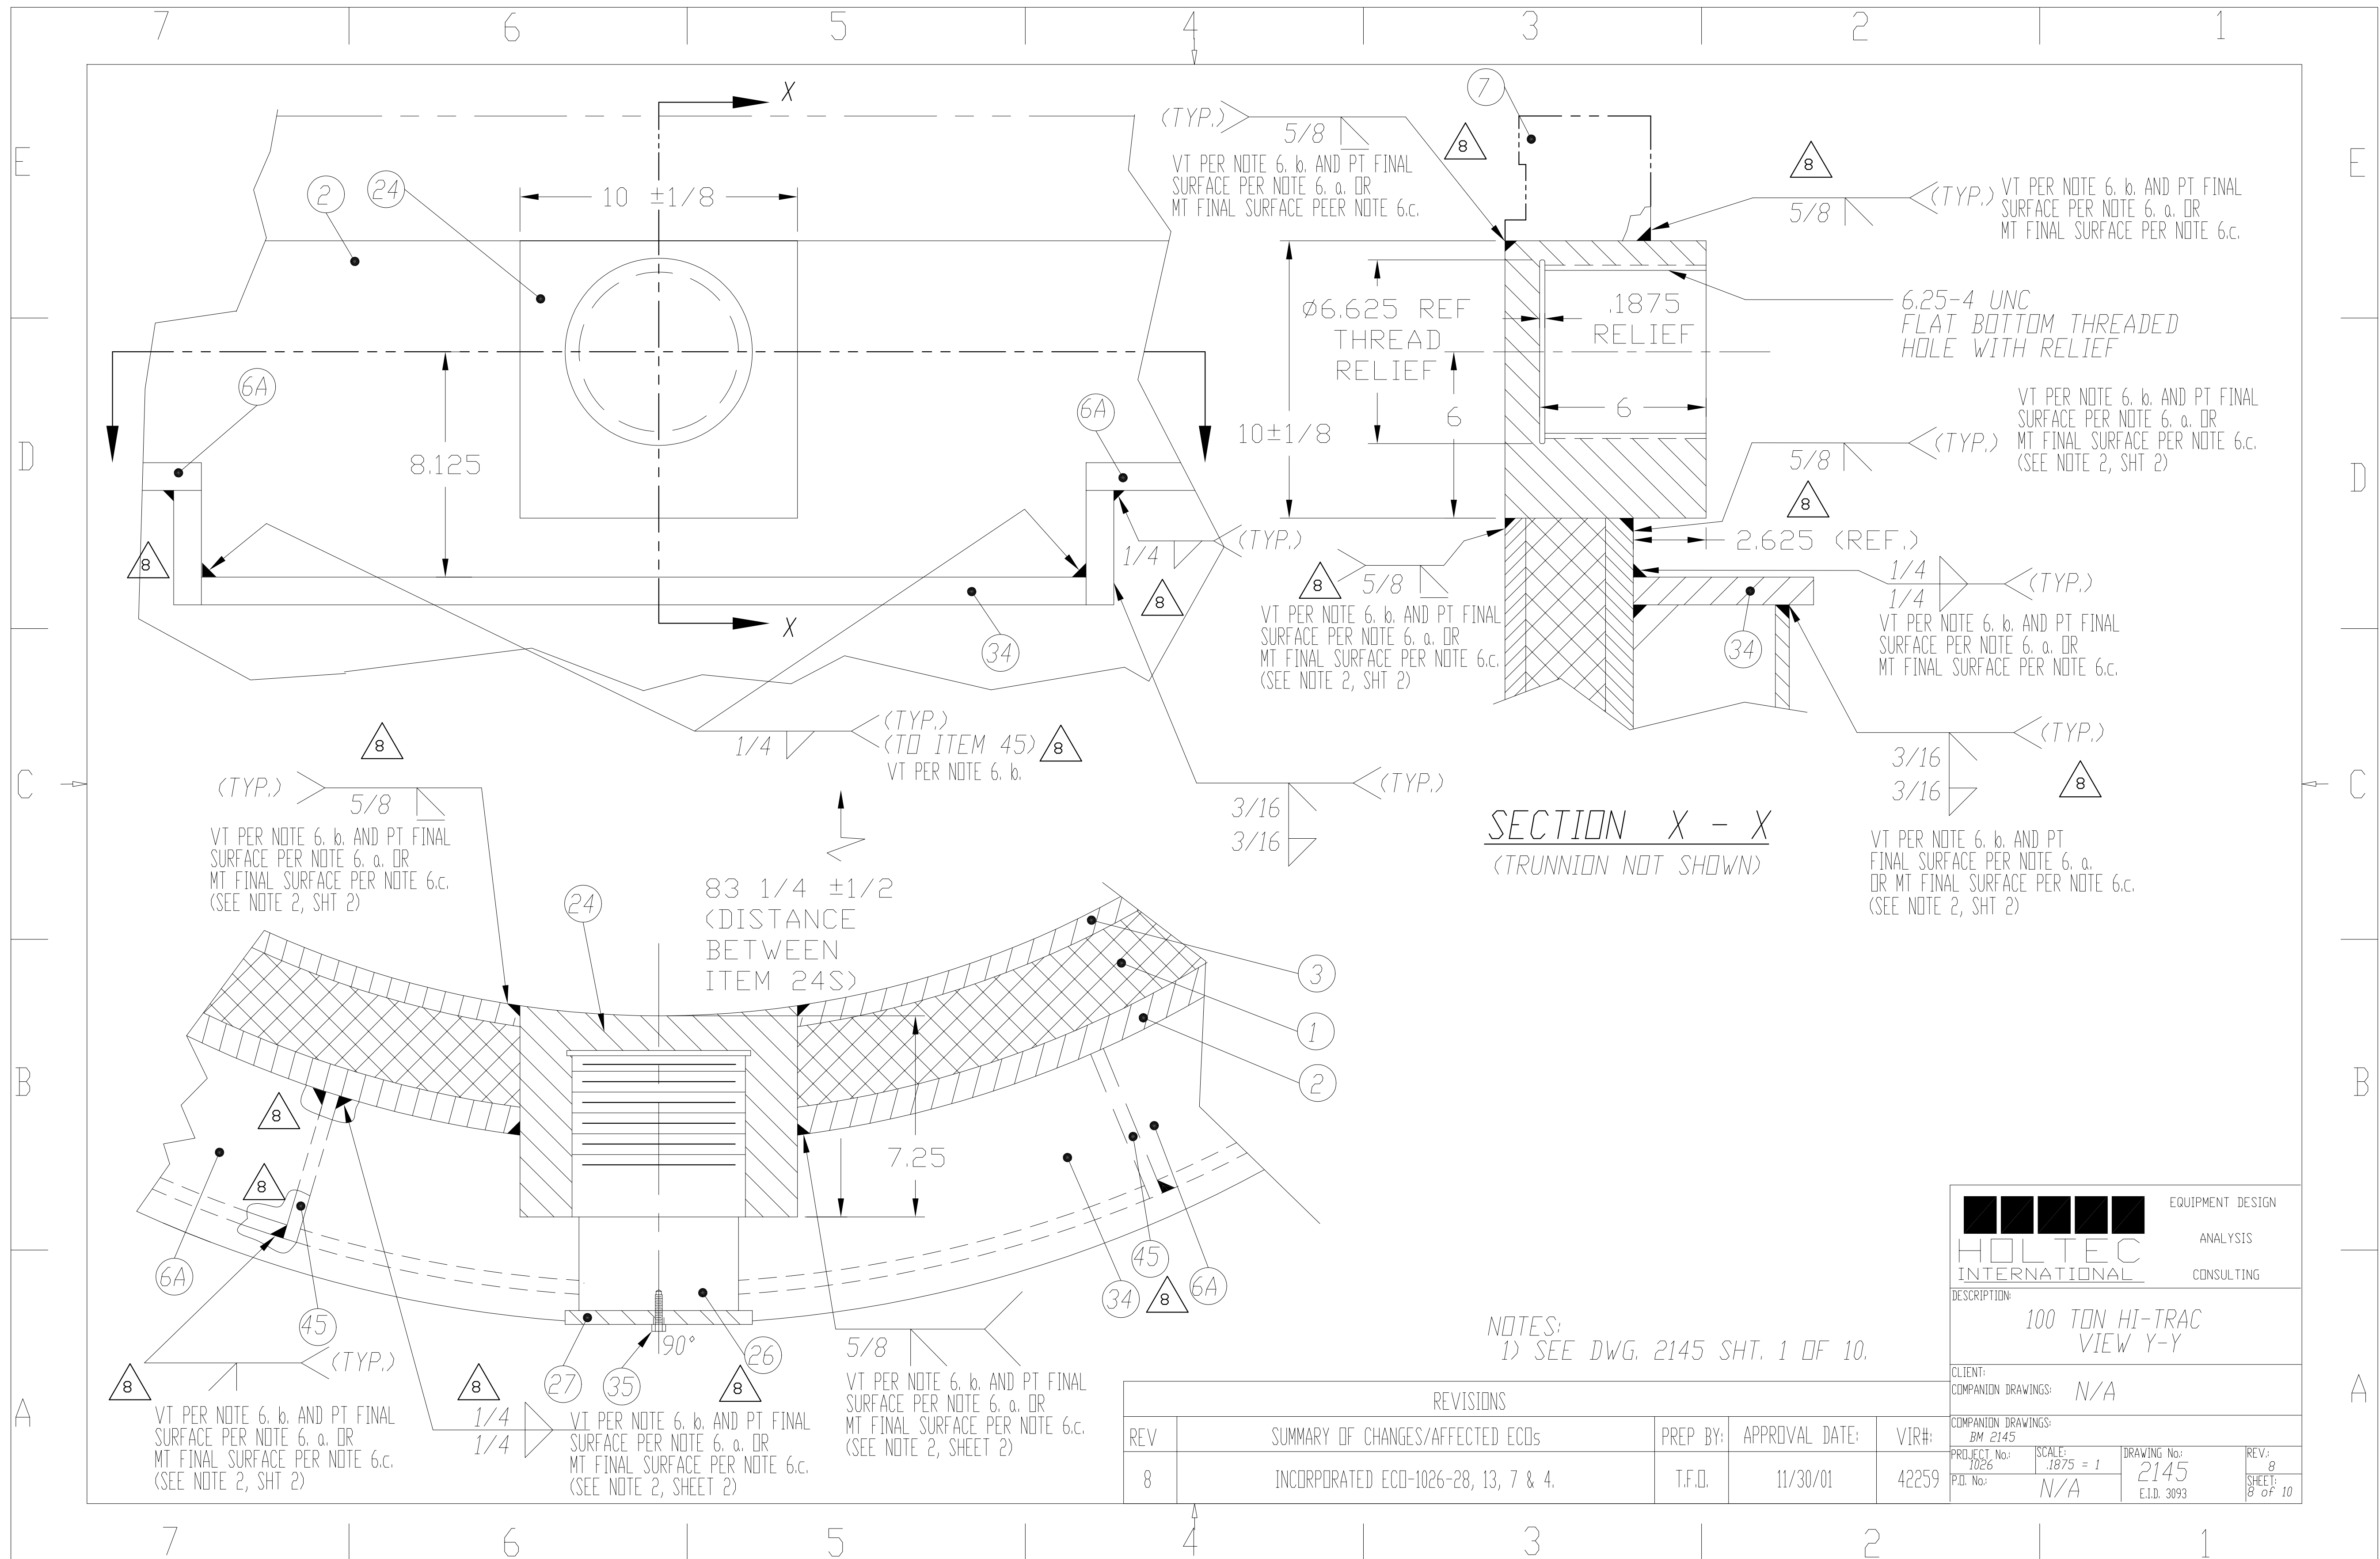 7 6 5 4 3 2 1
E
D
C
B
A
E
D
C
B
A
X
2
24
10 ±1/8
6A
8.125
6A
8
1/4
(TYP.)
8
X
34
1/4
(TYP.)
(TO ITEM 45)
VT PER NOTE 6. b.
8
3/16
3/16
(TYP.)
(TYP.)
5/8
8
VT PER NOTE 6. b. AND PT FINAL
SURFACE PER NOTE 6. a. OR
MT FINAL SURFACE PEER NOTE 6.c.
7
8
5/8
(TYP.)
VT PER NOTE 6. b. AND PT FINAL
SURFACE PER NOTE 6. a. OR
MT FINAL SURFACE PER NOTE 6.c.
ø6.625 REF
THREAD
RELIEF
.1875
RELIEF
6.25-4 UNC
FLAT BOTTOM THREADED
HOLE WITH RELIEF
10±1/8
6
6
VT PER NOTE 6. b. AND PT FINAL
SURFACE PER NOTE 6. a. OR
MT FINAL SURFACE PER NOTE 6.c.
(SEE NOTE 2, SHT 2)
5/8
(TYP.)
8
2.625 (REF.)
8
5/8
(TYP.)
VT PER NOTE 6. b. AND PT FINAL
SURFACE PER NOTE 6. a. OR
MT FINAL SURFACE PER NOTE 6.c.
(SEE NOTE 2, SHT 2)
1/4
1/4
(TYP.)
VT PER NOTE 6. b. AND PT FINAL
SURFACE PER NOTE 6. a. OR
MT FINAL SURFACE PER NOTE 6.c.
34
3/16
3/16
(TYP.)
8
VT PER NOTE 6. b. AND PT
FINAL SURFACE PER NOTE 6. a.
OR MT FINAL SURFACE PER NOTE 6.c.
(SEE NOTE 2, SHT 2)
SECTION X - X
(TRUNNION NOT SHOWN)
8
(TYP.)
5/8
VT PER NOTE 6. b. AND PT FINAL
SURFACE PER NOTE 6. a. OR
MT FINAL SURFACE PER NOTE 6.c.
(SEE NOTE 2, SHT 2)
24
83 1/4 ±1/2
(DISTANCE
BETWEEN
ITEM 24S)
3
1
2
8
8
7.25
6A
45
(TYP.)
8
VT PER NOTE 6. b. AND PT FINAL
SURFACE PER NOTE 6. a. OR
MT FINAL SURFACE PER NOTE 6.c.
(SEE NOTE 2, SHT 2)
8
1/4
1/4
VT PER NOTE 6. b. AND PT FINAL
SURFACE PER NOTE 6. a. OR
MT FINAL SURFACE PER NOTE 6.c.
(SEE NOTE 2, SHEET 2)
27
35
90°
26
8
5/8
VT PER NOTE 6. b. AND PT FINAL
SURFACE PER NOTE 6. a. OR
MT FINAL SURFACE PER NOTE 6.c.
(SEE NOTE 2, SHEET 2)
34
45
8
6A
NOTES:
1) SEE DWG. 2145 SHT. 1 OF 10.
REVISIONS
REV SUMMARY OF CHANGES/AFFECTED ECOs PREP BY: APPROVAL DATE: VIR#:
8 INCORPORATED ECO-1026-28, 13, 7 & 4. T.F.O. 11/30/01 42259
HOLTEC
INTERNATIONAL
EQUIPMENT DESIGN
ANALYSIS
CONSULTING
DESCRIPTION:
100 TON HI-TRAC
VIEW Y-Y
CLIENT:
COMPANION DRAWINGS: N/A
COMPANION DRAWINGS:
BM 2145
PROJECT No.: 1026
SCALE: .1875 = 1
DRAWING No.: 2145
E.I.D. 3093
REV.: 8
P.O. No.: N/A
SHEET: 8 of 10
7 6 5 4 3 2 1